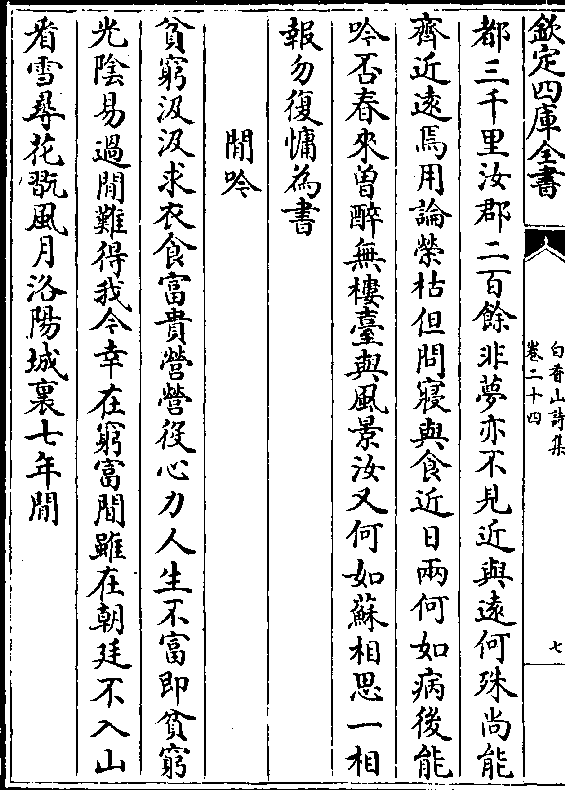 欽定四庫全書
白香山詩集
卷二十四
七
都三千里汝郡二百餘非夢亦不見近與遠何殊尚能
齊近遠焉用論榮枯但問寢與食近日兩何如病後能
吟否春來曾醉無樓臺與風景汝又何如蘇相思一相
報勿復慵為書
閒吟
貧窮汲汲求衣食富貴營營役心力人生不富即貧窮
光陰易過閒難得我今幸在窮富間雖在朝廷不入山
看雪尋花翫風月洛陽城裏七年閒